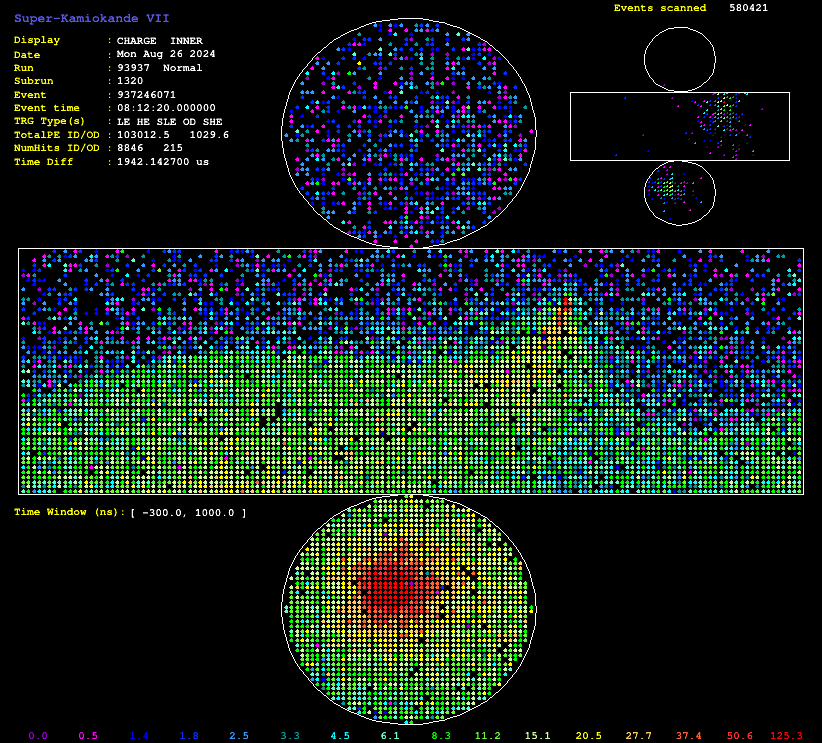 Super-Kamiokande VII
Events scanned 580421
Display : CHARGE INNER
Date : Mon Aug 26 2024
Run : 93937 Normal
Subrun : 1320
Event : 937246071
Event time : 08:12:20.000000
TRG Type(s) : LE HE SLE OD SHE
TotalPE ID/OD : 103012.5 1029.6
NumHits ID/OD : 8846 215
Time Diff : 1942.142700 us
Time Window (ns): [ -300.0, 1000.0 ]
0.0 0.5 1.4 1.8 2.5 3.3 4.5 6.1 8.3 11.2 15.1 20.5 27.7 37.4 50.6 125.3